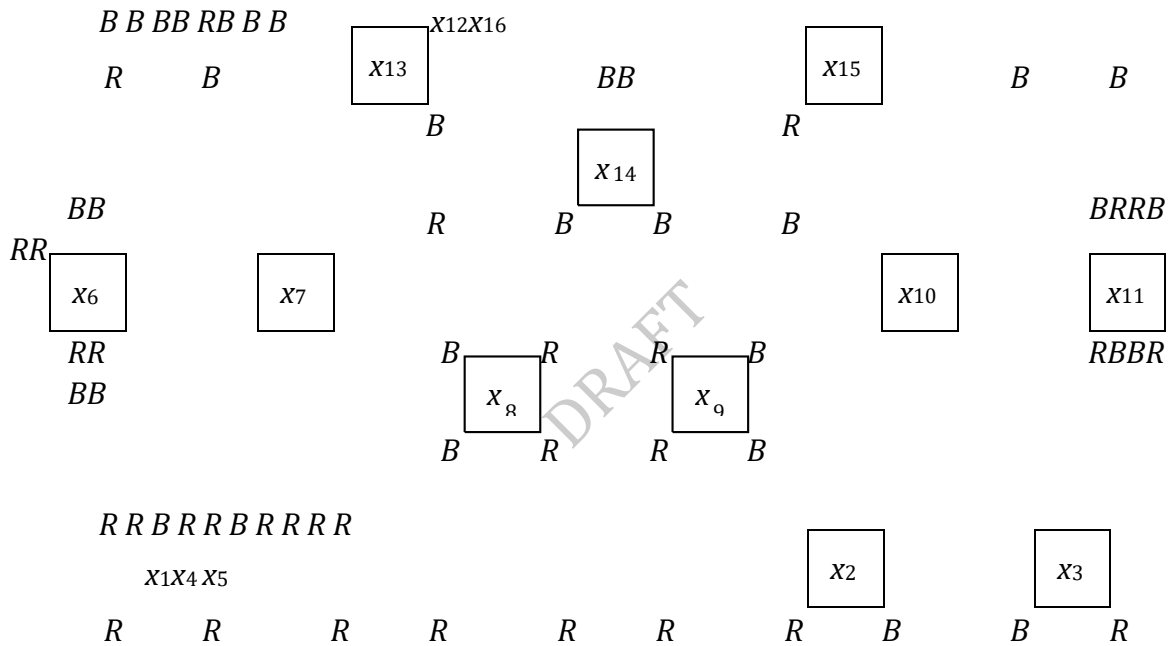 B B BB RB B B
x13 x12x16 x15
R B BB B B
B R
x14
BB BRRB
R B B B
RR
x6 x7 x10 x11
RR B R R B RBBR
BB x8 x9
B R R B
DRAFT
R R B R R B R R R R
x1x4 x5 x2 x3
R R R R R R R B B R